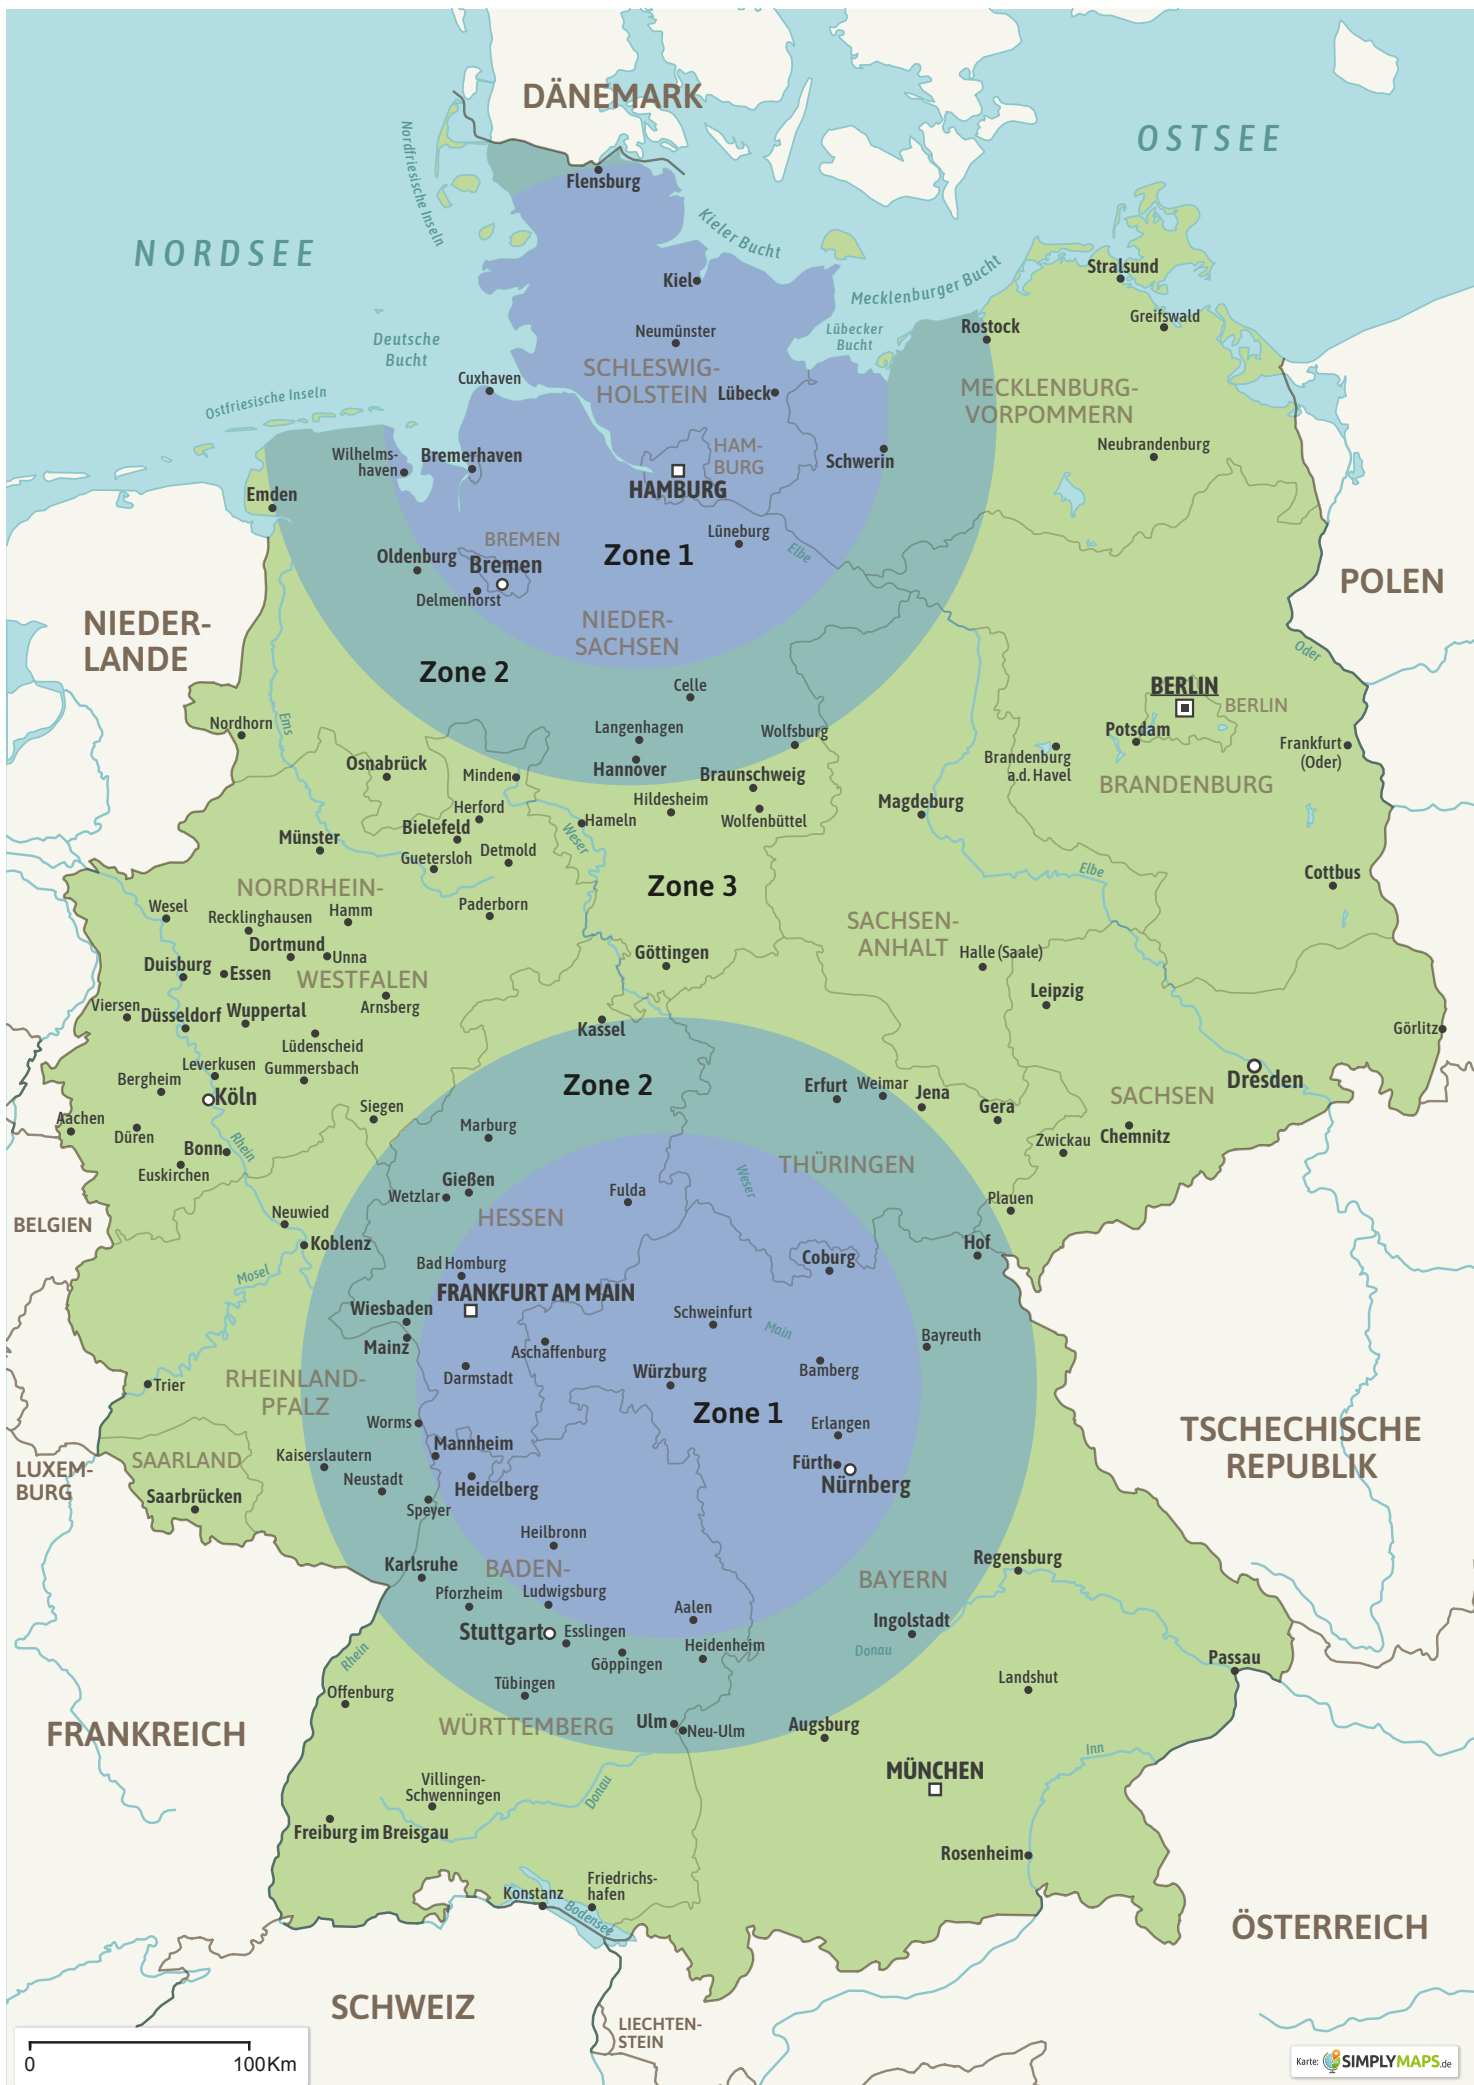 DÄNEMARK
OSTSEE
Nordfriesische Inseln
Flensburg
Kieler Bucht
NORDSEE
Kiel
Mecklenburger Bucht
Stralsund
Greifswald
Rostock
Lübecker
Bucht
Deutsche
Bucht
Neumünster
SCHLESWIG-
HOLSTEIN
Cuxhaven
Lübeck
MECKLENBURG-
VORPOMMERN
Ostfriesische Inseln
Neubrandenburg
Wilhelms-
haven
Bremerhaven
HAM-
BURG
Schwerin
HAMBURG
Emden
Lüneburg
Elbe
BREMEN
Zone 1
Oldenburg
Bremen
Delmenhorst
POLEN
NIEDER-
LANDE
NIEDER-
SACHSEN
Zone 2
Oder
Celle
BERLIN
BERLIN
Ems
Nordhorn
Langenhagen
Wolfsburg
Potsdam
Frankfurt
(Oder)
Brandenburg
a.d. Havel
Osnabrück
Minden
Hannover
Braunschweig
BRANDENBURG
Herford
Hildesheim
Magdeburg
Hameln
Wolfenbüttel
Bielefeld
Münster
Weser
Guetersloh
Detmold
Elbe
Cottbus
NORDRHEIN-
WESTFALEN
Zone 3
Wesel
Recklinghausen
Hamm
Paderborn
SACHSEN-
ANHALT
Dortmund
Unna
Göttingen
Halle (Saale)
Duisburg
Essen
Leipzig
Viersen
Düsseldorf
Wuppertal
Arnsberg
Kassel
Görlitz
Lüdenscheid
Leverkusen
Gummersbach
Bergheim
Köln
Zone 2
Erfurt
Weimar
Jena
Gera
SACHSEN
Dresden
Aachen
Düren
Siegen
Marburg
Zwickau
Chemnitz
Bonn
Rhein
Euskirchen
THÜRINGEN
Weser
Gießen
Wetzlar
Fulda
Plauen
BELGIEN
Neuwied
HESSEN
Koblenz
Hof
Coburg
Mosel
Bad Homburg
FRANKFURT AM MAIN
Wiesbaden
Mainz
Schweinfurt
Main
Bayreuth
Aschaffenburg
Darmstadt
Würzburg
Bamberg
Trier
RHEINLAND-
PFALZ
Zone 1
Worms
Erlangen
TSCHECHISCHE
REPUBLIK
LUXEM-
BURG
SAARLAND
Kaiserslautern
Mannheim
Fürth
Nürnberg
Neustadt
Heidelberg
Saarbrücken
Speyer
Heilbronn
Karlsruhe
BADEN-
WÜRTTEMBERG
BAYERN
Regensburg
Pforzheim
Ludwigsburg
Aalen
Ingolstadt
Stuttgart
Esslingen
Heidenheim
Donau
Göppingen
Rhein
Passau
Offenburg
Tübingen
Landshut
FRANKREICH
Ulm
Neu-Ulm
Augsburg
Inn
MÜNCHEN
Villingen-
Schwenningen
Donau
Freiburg im Breisgau
Rosenheim
Konstanz
Friedrichs-
hafen
Bodensee
ÖSTERREICH
SCHWEIZ
LIECHTEN-
STEIN
0 100Km
Karte: SIMPLYMAPS.de